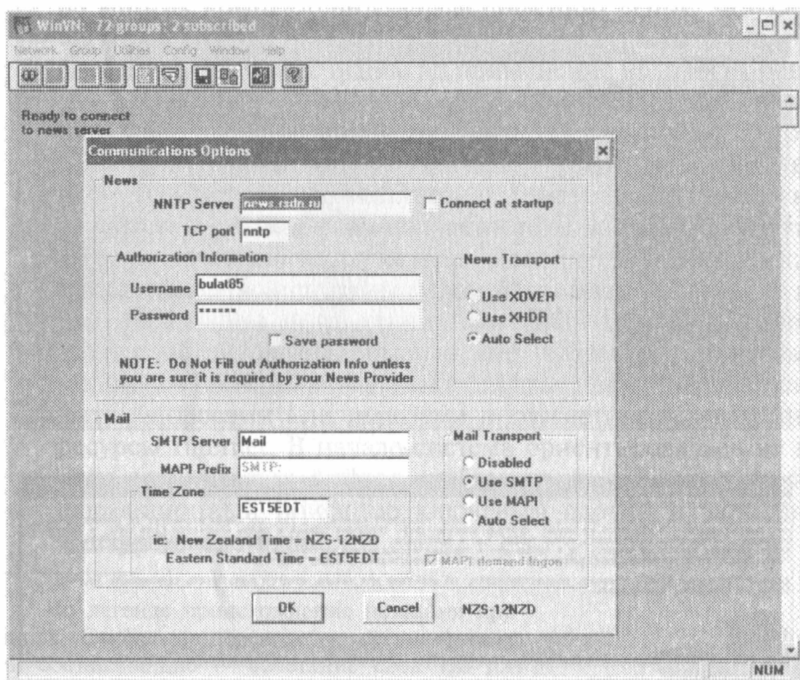 WinVN: 72 groups; 2 subscribed
Network Group Utilities Config Window Help
Ready to connect
to news server
Communications Options
News
NNTP Server news.rsdn.ru Connect at startup
TCP port nntp
Authorization Information
Username bulat85
Password ******
Save password
NOTE: Do Not Fill out Authorization Info unless
you are sure it is required by your News Provider
News Transport
Use XOVER
Use XHDR
Auto Select
Mail
SMTP Server Mail
MAPI Prefix SMTP:
Time Zone
EST5EDT
ie: New Zealand Time = NZS-12NZD
Eastern Standard Time = EST5EDT
Mail Transport
Disabled
Use SMTP
Use MAPI
Auto Select
MAPI demand logon
OK Cancel NZS-12NZD
NUM